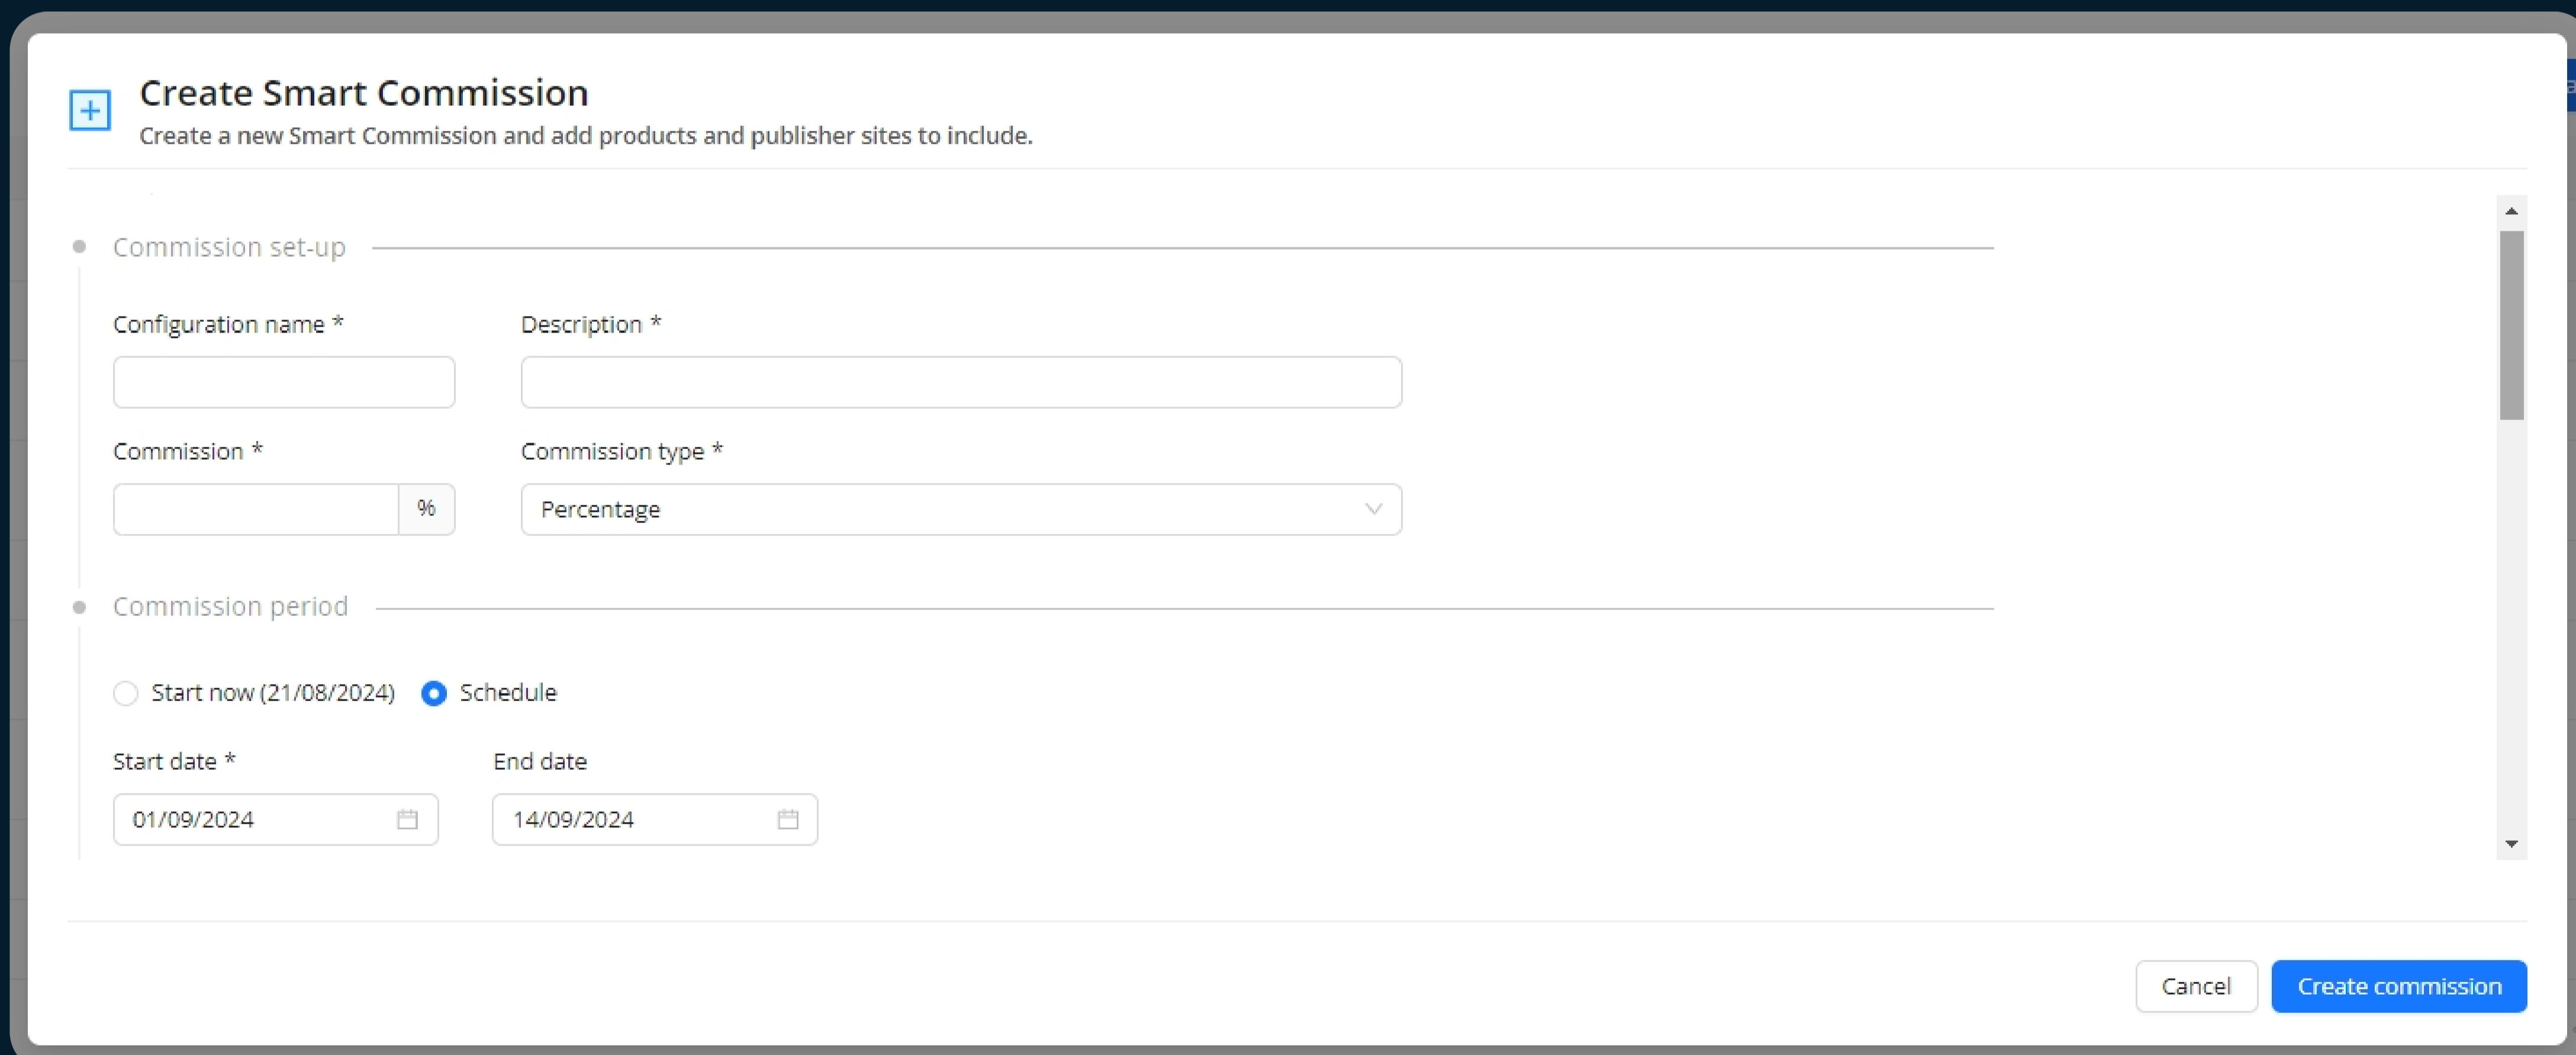 Create Smart Commission
Create a new Smart Commission and add products and publisher sites to include.
Commission set-up
Configuration name *
Description *
Commission *
Commission type *
%
Percentage
Commission period
Start now (21/08/2024)
Schedule
Start date *
End date
01/09/2024
14/09/2024
Cancel
Create commission